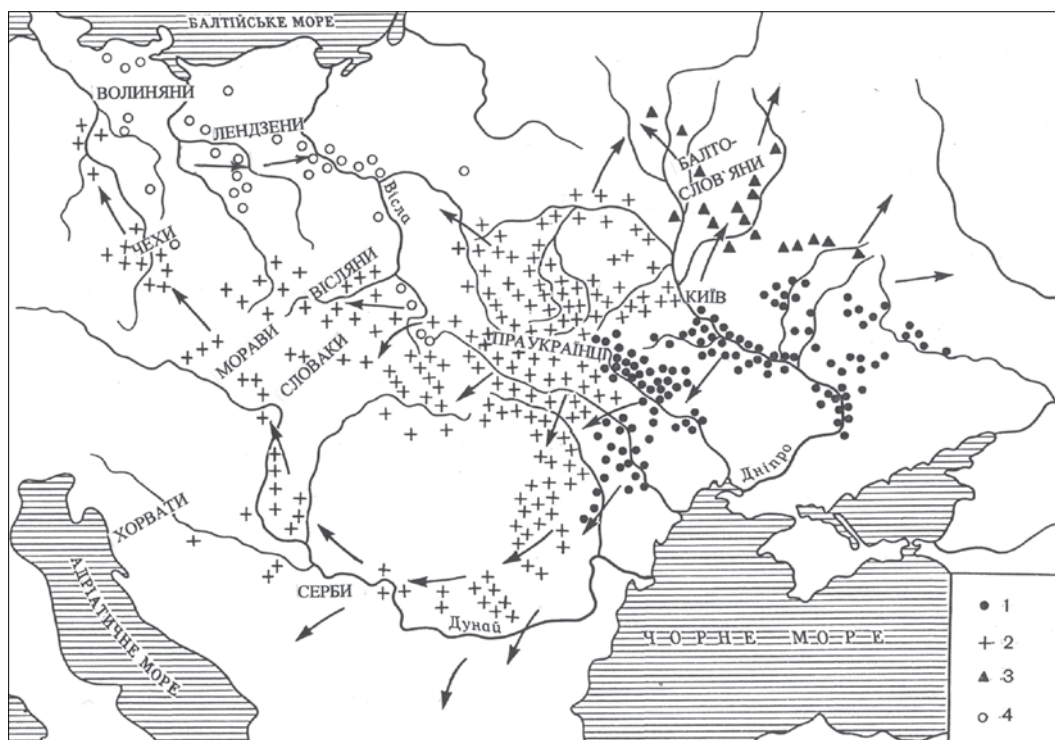 БАЛТІЙСЬКЕ МОРЕ
ВОЛИНЯНИ
ЛЕНДЗЕНИ
БАЛТО-
СЛОВ`ЯНИ
Вісла
ЧЕХИ
ВІСЛЯНИ
КИЇВ
МОРАВИ
СЛОВАКИ
ПРАУКРАЇНЦІ
Дніпро
ХОРВАТИ
АДРІАТИЧНЕ МОРЕ
СЕРБИ
Дунай
ЧОРНЕ МОРЕ
1
2
3
4